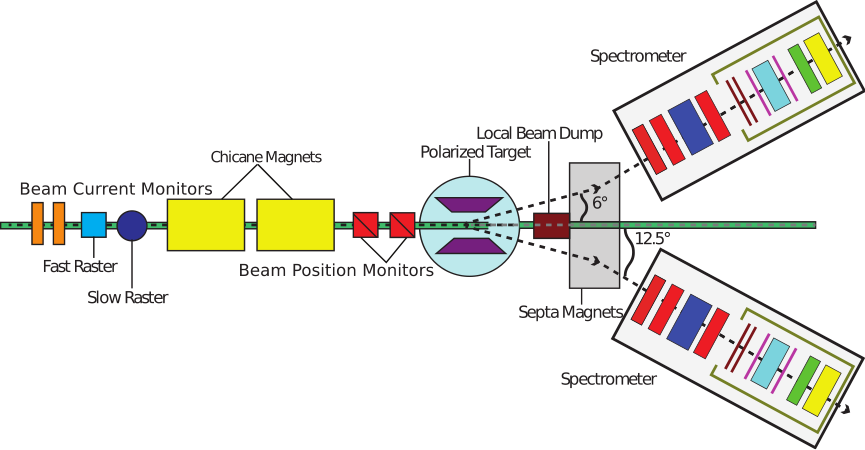 Spectrometer
Local Beam Dump
Polarized Target
Chicane Magnets
Beam Current Monitors
6°
12.5°
Fast Raster
Beam Position Monitors
Slow Raster
Septa Magnets
Spectrometer